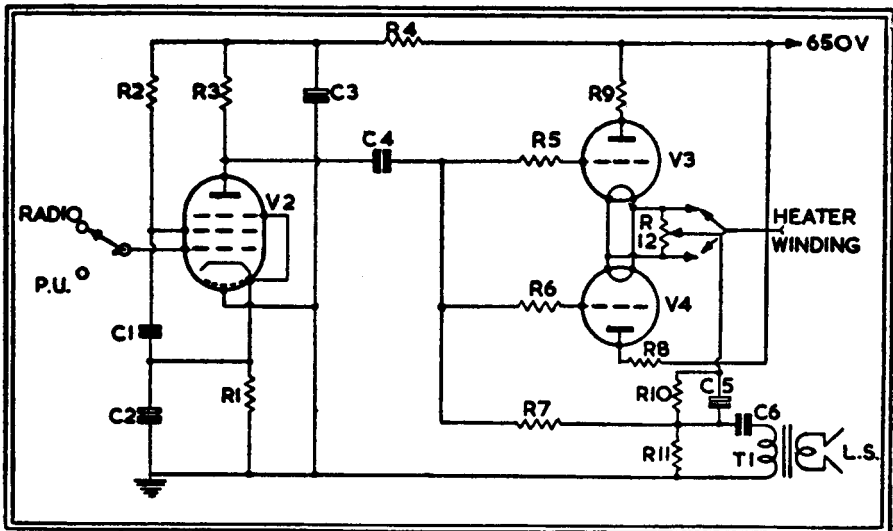 R4
650V
R2
R3
C3
R9
C4
R5
V3
V2
RADIO
R
12
HEATER
WINDING
P.U.
R6
V4
C1
R8
R10
C5
C2
R1
R7
C6
R11
T1
L.S.